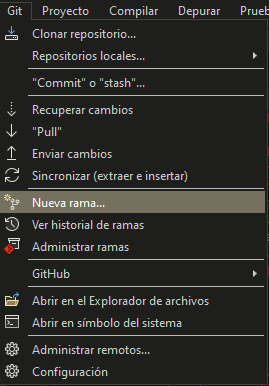 Git Proyecto Compilar Depurar Prueb
Clonar repositorio...
Repositorios locales...
"Commit" o "stash"...
Recuperar cambios
"Pull"
Enviar cambios
Sincronizar (extraer e insertar)
Nueva rama...
Ver historial de ramas
Administrar ramas
GitHub
Abrir en el Explorador de archivos
Abrir en símbolo del sistema
Administrar remotos...
Configuración